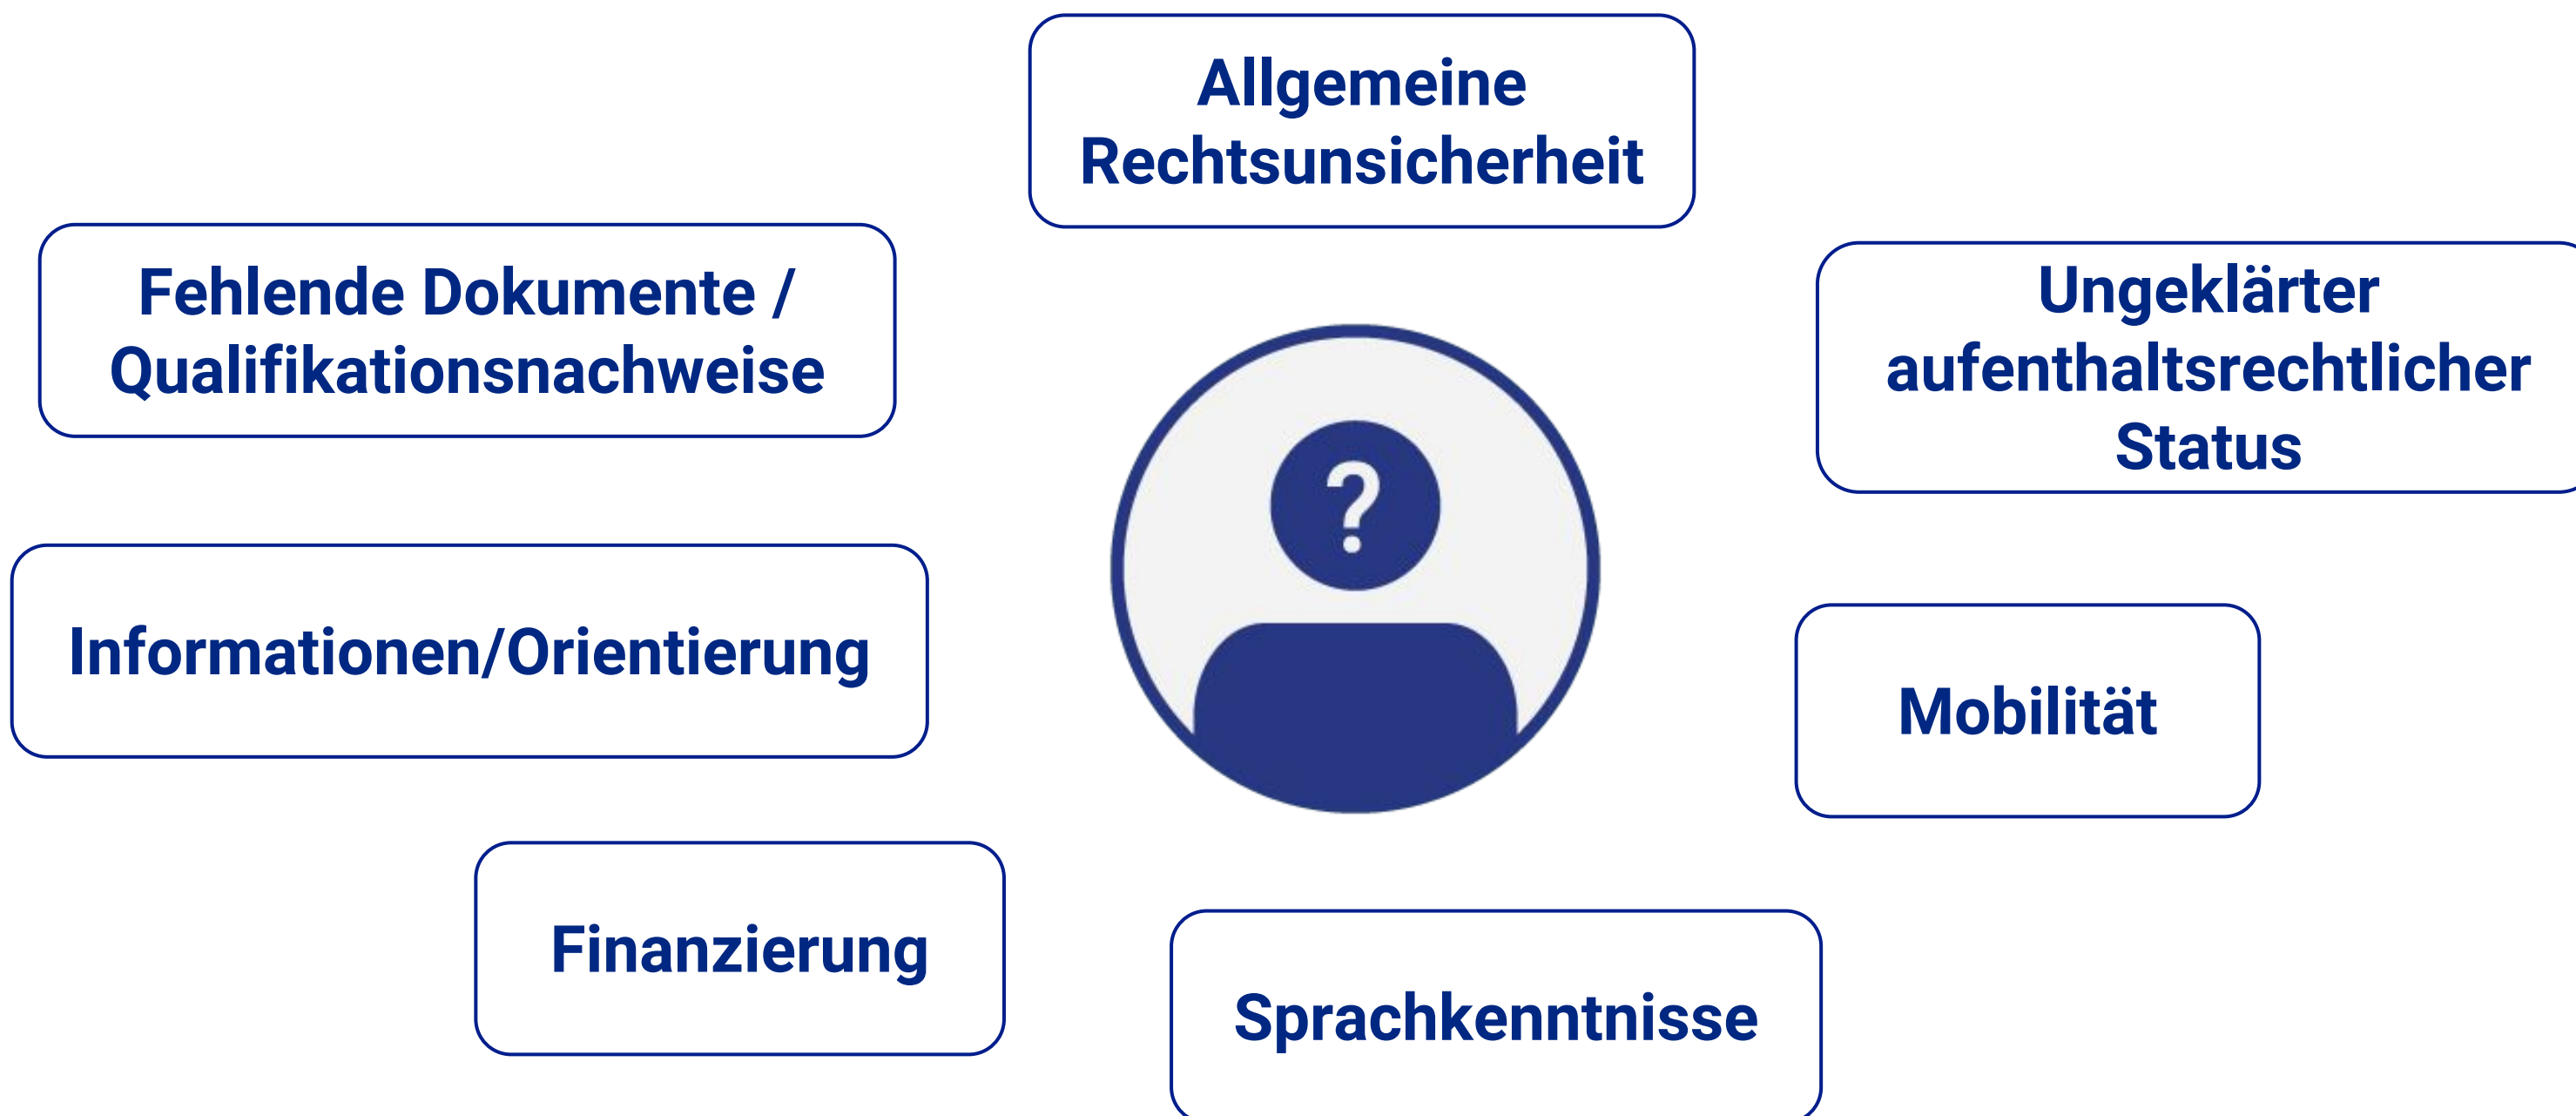 Allgemeine
Rechtsunsicherheit
Fehlende Dokumente /
Qualifikationsnachweise
Ungeklärter
aufenthaltsrechtlicher
Status
?
Informationen/Orientierung
Mobilität
Finanzierung
Sprachkenntnisse